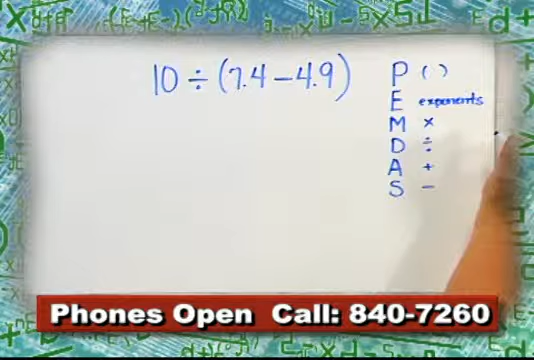 10 ÷ (7.4 – 4.9)
P ( )
E exponents
M ×
D ÷
A +
S –
Phones Open Call: 840-7260